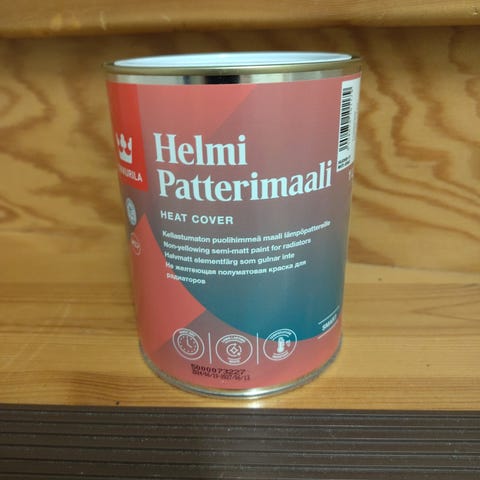 Helmi
Patterimaali
HEAT COVER
Kellastumaton puolihimmeä maali lämpöpattereille
Non-yellowing semi-matt paint for radiators
Halvmatt elementfärg som gulnar inte
Не желтеющая полуматовая краска для
радиаторов
5000073227